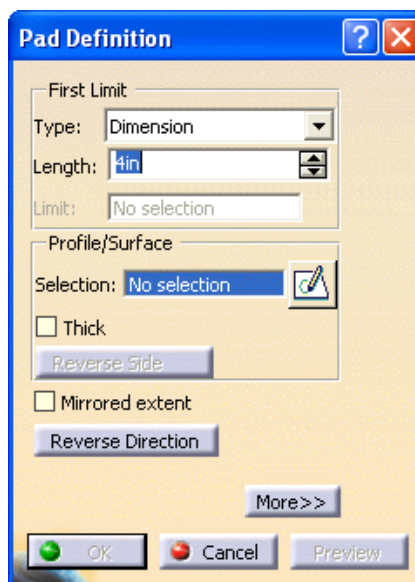 Pad Definition
?
First Limit
Type: Dimension
Length: 4in
Limit: No selection
Profile/Surface
Selection: No selection
Thick
Reverse Side
Mirrored extent
Reverse Direction
More>>
OK Cancel Preview